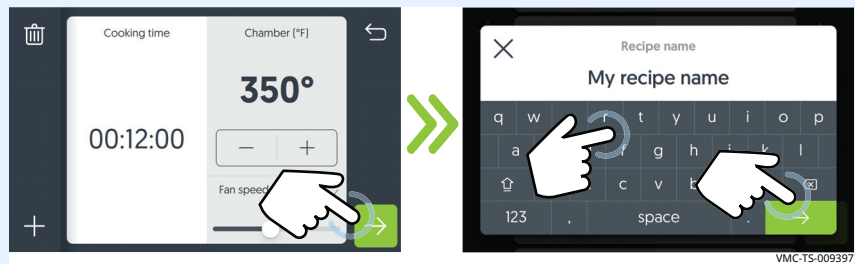 Cooking time
Chamber (°F)
350°
00:12:00
− +
Fan speed
Recipe name
My recipe name
q w r t y u i o p
a f g h j k l
c v b
123 , space .
VMC-TS-009397